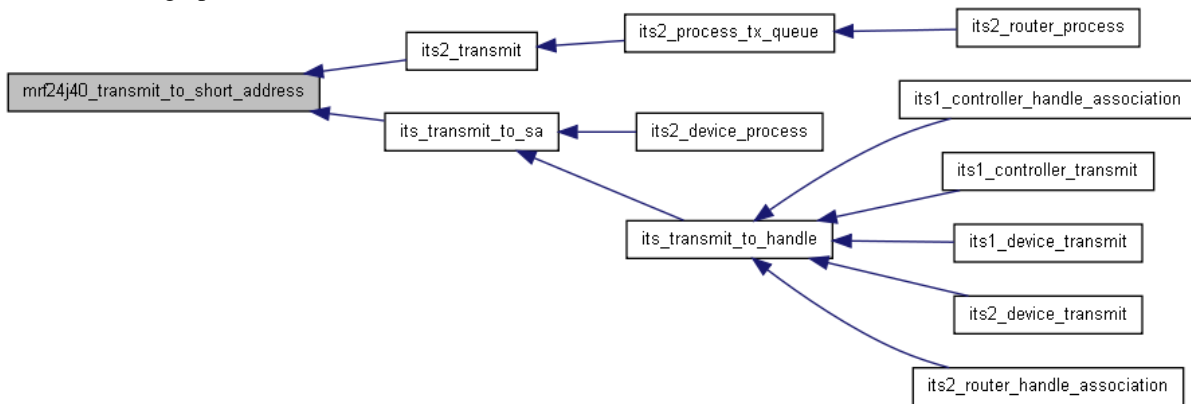 its2_router_process
its2_process_tx_queue
its2_transmit
mrf24j40_transmit_to_short_address
its1_controller_handle_association
its_transmit_to_sa
its2_device_process
its1_controller_transmit
its_transmit_to_handle
its1_device_transmit
its2_device_transmit
its2_router_handle_association